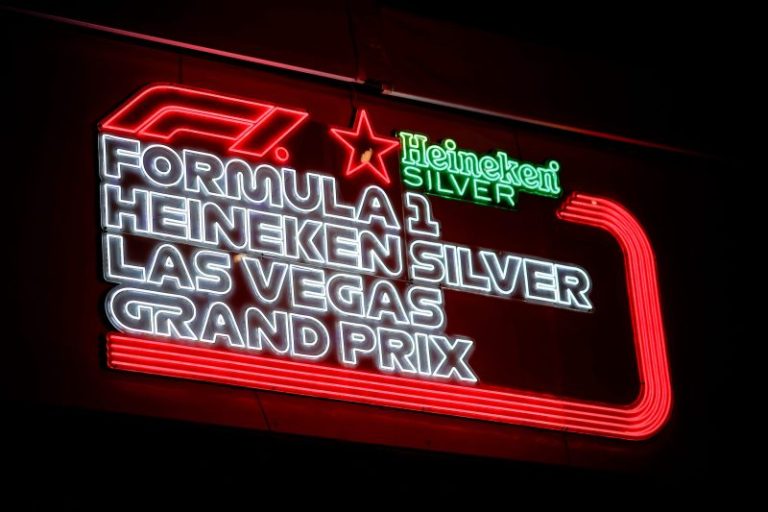 F1
Heineken
SILVER
FORMULA 1
HEINEKEN SILVER
LAS VEGAS
GRAND PRIX